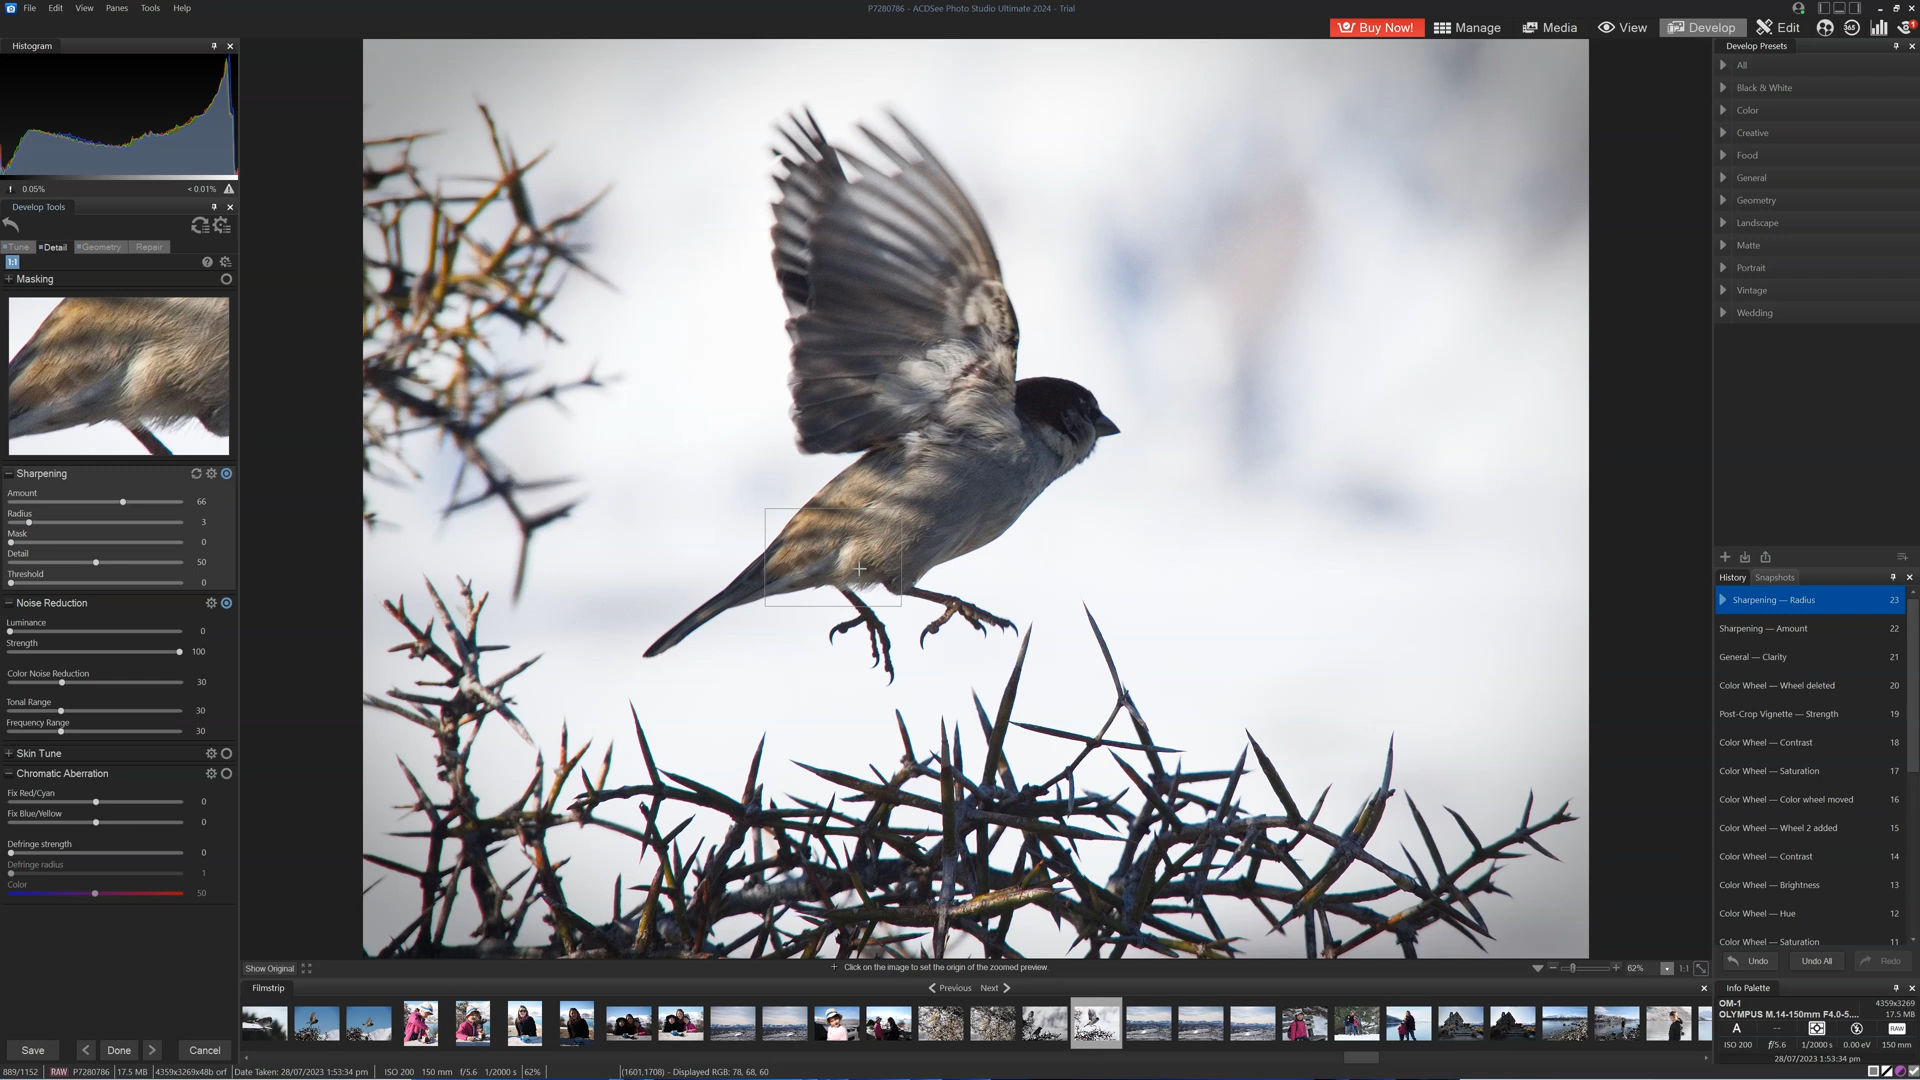 File Edit View Panes Tools Help
P7280786 - ACDSee Photo Studio Ultimate 2024 - Trial
Buy Now! Manage Media View Develop Edit 365 1
Histogram
0.05% < 0.01%
Develop Tools
Tune Detail Geometry Repair
1:1
Masking
Sharpening
Amount
66
Radius
3
Mask
0
Detail
50
Threshold
0
Noise Reduction
Luminance
0
Strength
100
Color Noise Reduction
30
Tonal Range
30
Frequency Range
30
Skin Tune
Chromatic Aberration
Fix Red/Cyan
0
Fix Blue/Yellow
0
Defringe strength
0
Defringe radius
1
Color
50
Save Done Cancel
Show Original
Click on the image to set the origin of the zoomed preview.
62% 1:1
Filmstrip
Previous Next
Develop Presets
All
Black & White
Color
Creative
Food
General
Geometry
Landscape
Matte
Portrait
Vintage
Wedding
History Snapshots
Sharpening — Radius 23
Sharpening — Amount 22
General — Clarity 21
Color Wheel — Wheel deleted 20
Post-Crop Vignette — Strength 19
Color Wheel — Contrast 18
Color Wheel — Saturation 17
Color Wheel — Color wheel moved 16
Color Wheel — Wheel 2 added 15
Color Wheel — Contrast 14
Color Wheel — Brightness 13
Color Wheel — Hue 12
Color Wheel — Saturation 11
Undo Undo All Redo
Info Palette
OM-1 4359x3269
OLYMPUS M.14-150mm F4.0-5.... 17.5 MB
A -- RAW
ISO 200 f/5.6 1/2000 s 0.00 eV 150 mm
28/07/2023 1:53:34 pm
889/1152 RAW P7280786 17.5 MB 4359x3269x48b orf Date Taken: 28/07/2023 1:53:34 pm ISO 200 150 mm f/5.6 1/2000 s 62% (1601,1708) - Displayed RGB: 78, 68, 60